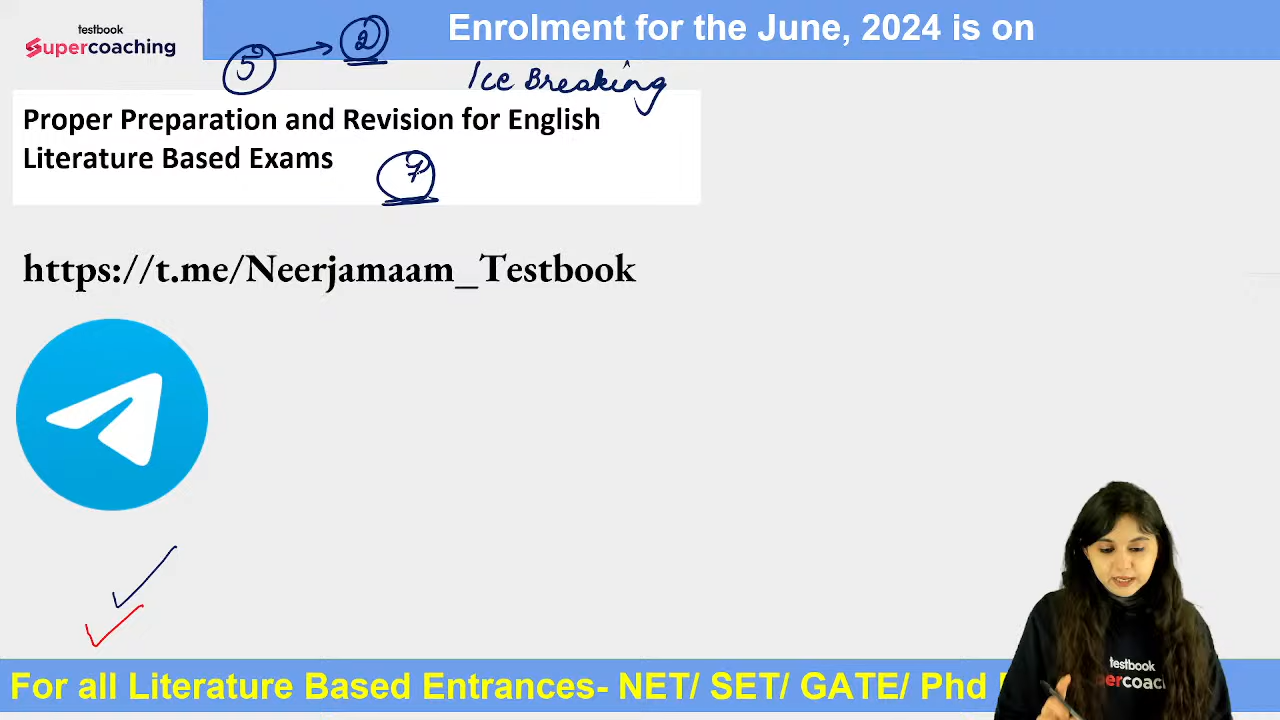 testbook
Supercoaching
Enrolment for the June, 2024 is on
5 2
Ice Breaking
Proper Preparation and Revision for English
Literature Based Exams
7
https://t.me/Neerjamaam_Testbook
testbook
ercoac
For all Literature Based Entrances- NET/ SET/ GATE/ Phd